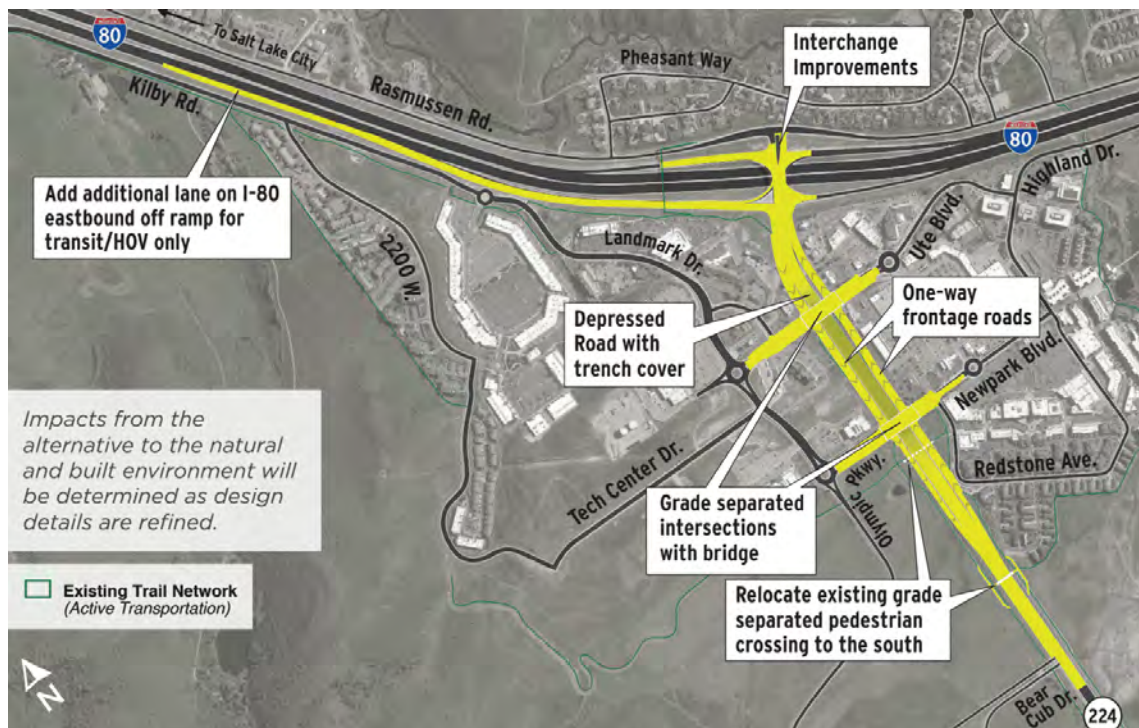 80
To Salt Lake City
Kilby Rd.
Rasmussen Rd.
Pheasant Way
Interchange
Improvements
80
Highland Dr.
Add additional lane on I-80
eastbound off ramp for
transit/HOV only
2200 W.
Landmark Dr.
Ute Blvd.
Depressed
Road with
trench cover
One-way
frontage roads
Newpark Blvd.
Impacts from the
alternative to the natural
and built environment will
be determined as design
details are refined.
Tech Center Dr.
Olympic Pkwy.
Redstone Ave.
Grade separated
intersections
with bridge
Existing Trail Network
(Active Transportation)
Relocate existing grade
separated pedestrian
crossing to the south
N
Bear
Cub Dr.
224